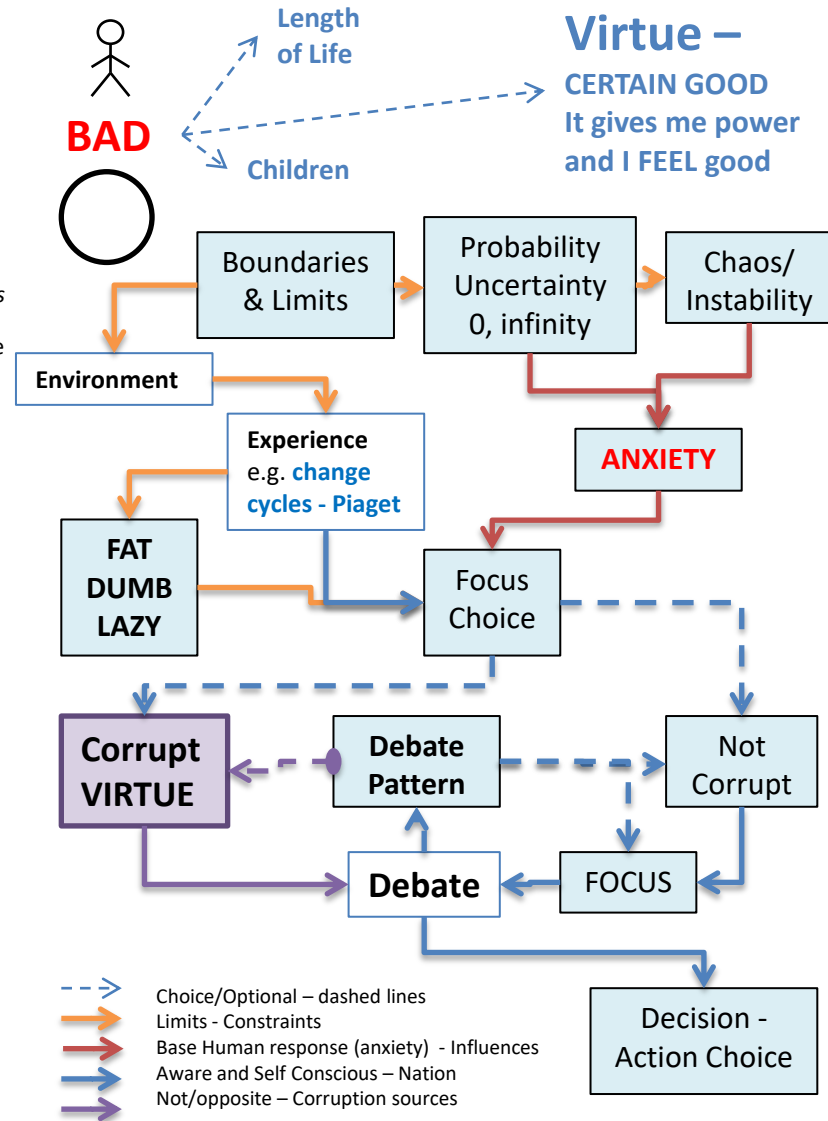 Length
of Life
Virtue –
CERTAIN GOOD
It gives me power
and I FEEL good
BAD
Children
Boundaries
& Limits
Probability
Uncertainty
0, infinity
Chaos/
Instability
s
e
Environment
Experience
e.g. change
cycles - Piaget
ANXIETY
FAT
DUMB
LAZY
Focus
Choice
Corrupt
VIRTUE
Debate
Pattern
Not
Corrupt
Debate
FOCUS
Decision -
Action Choice
Choice/Optional – dashed lines
Limits - Constraints
Base Human response (anxiety)  - Influences
Aware and Self Conscious – Nation
Not/opposite – Corruption sources